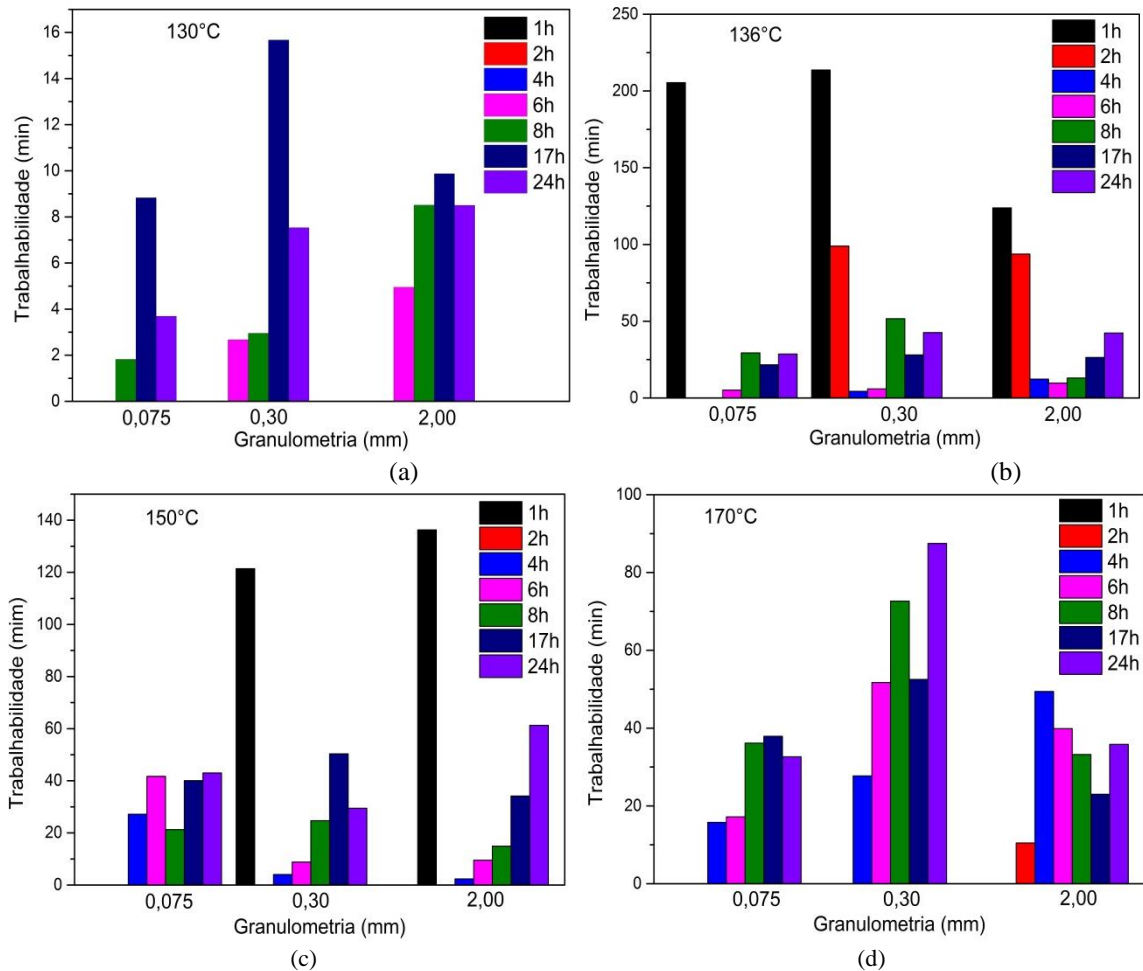 130°C
1h
2h
4h
6h
8h
17h
24h
16
14
12
10
8
6
4
2
0
Trabalhabilidade (min)
0,075
0,30
2,00
Granulometria (mm)
(a)
136°C
1h
2h
4h
6h
8h
17h
24h
250
200
150
100
50
0
Trabalhabilidade (min)
0,075
0,30
2,00
Granulometria (mm)
(b)
150°C
1h
2h
4h
6h
8h
17h
24h
140
120
100
80
60
40
20
0
Trabalhabilidade (mim)
0,075
0,30
2,00
Granulometria (mm)
(c)
170°C
1h
2h
4h
6h
8h
17h
24h
100
80
60
40
20
0
Trabalhabilidade (min)
0,075
0,30
2,00
Granulometria (mm)
(d)